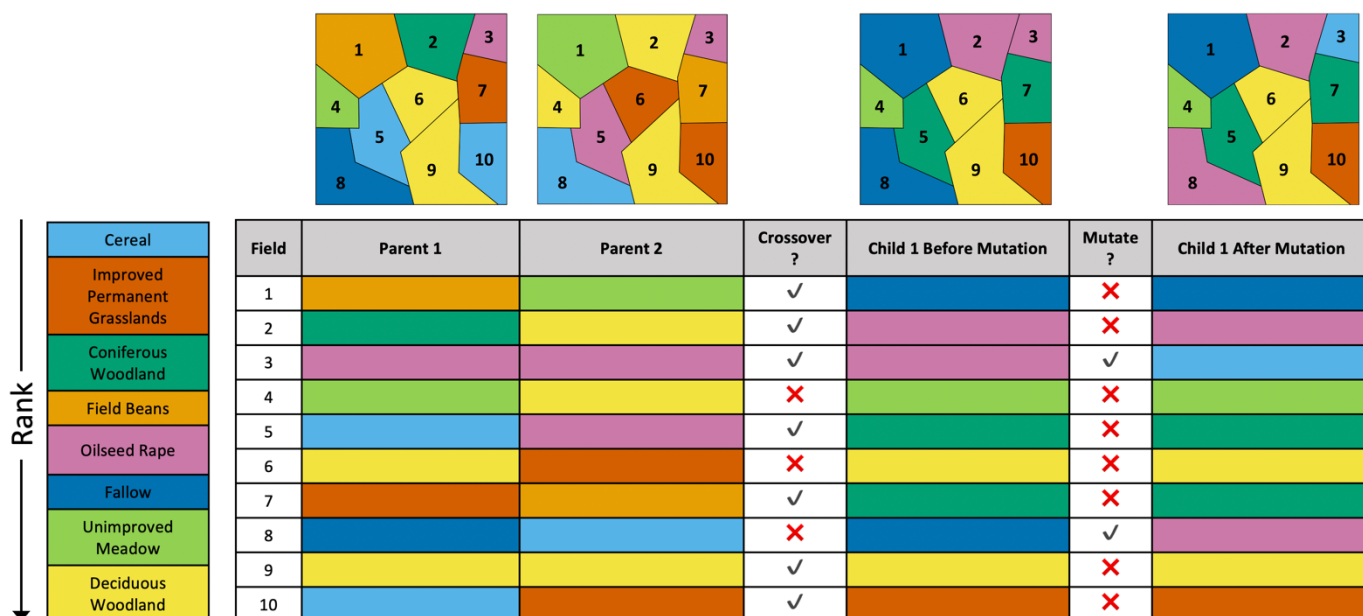 1 2 3
4 5 6 7
8 9 10
1 2 3
4 5 6 7
8 9 10
1 2 3
4 5 6 7
8 9 10
1 2 3
4 5 6 7
8 9 10
Rank
Cereal
Improved
Permanent
Grasslands
Coniferous
Woodland
Field Beans
Oilseed Rape
Fallow
Unimproved
Meadow
Deciduous
Woodland
Field Parent 1 Parent 2 Crossover ? Child 1 Before Mutation Mutate ? Child 1 After Mutation
1 ✓ ✗
2 ✓ ✗
3 ✓ ✓
4 ✗ ✗
5 ✓ ✗
6 ✗ ✗
7 ✓ ✗
8 ✗ ✓
9 ✓ ✗
10 ✓ ✗